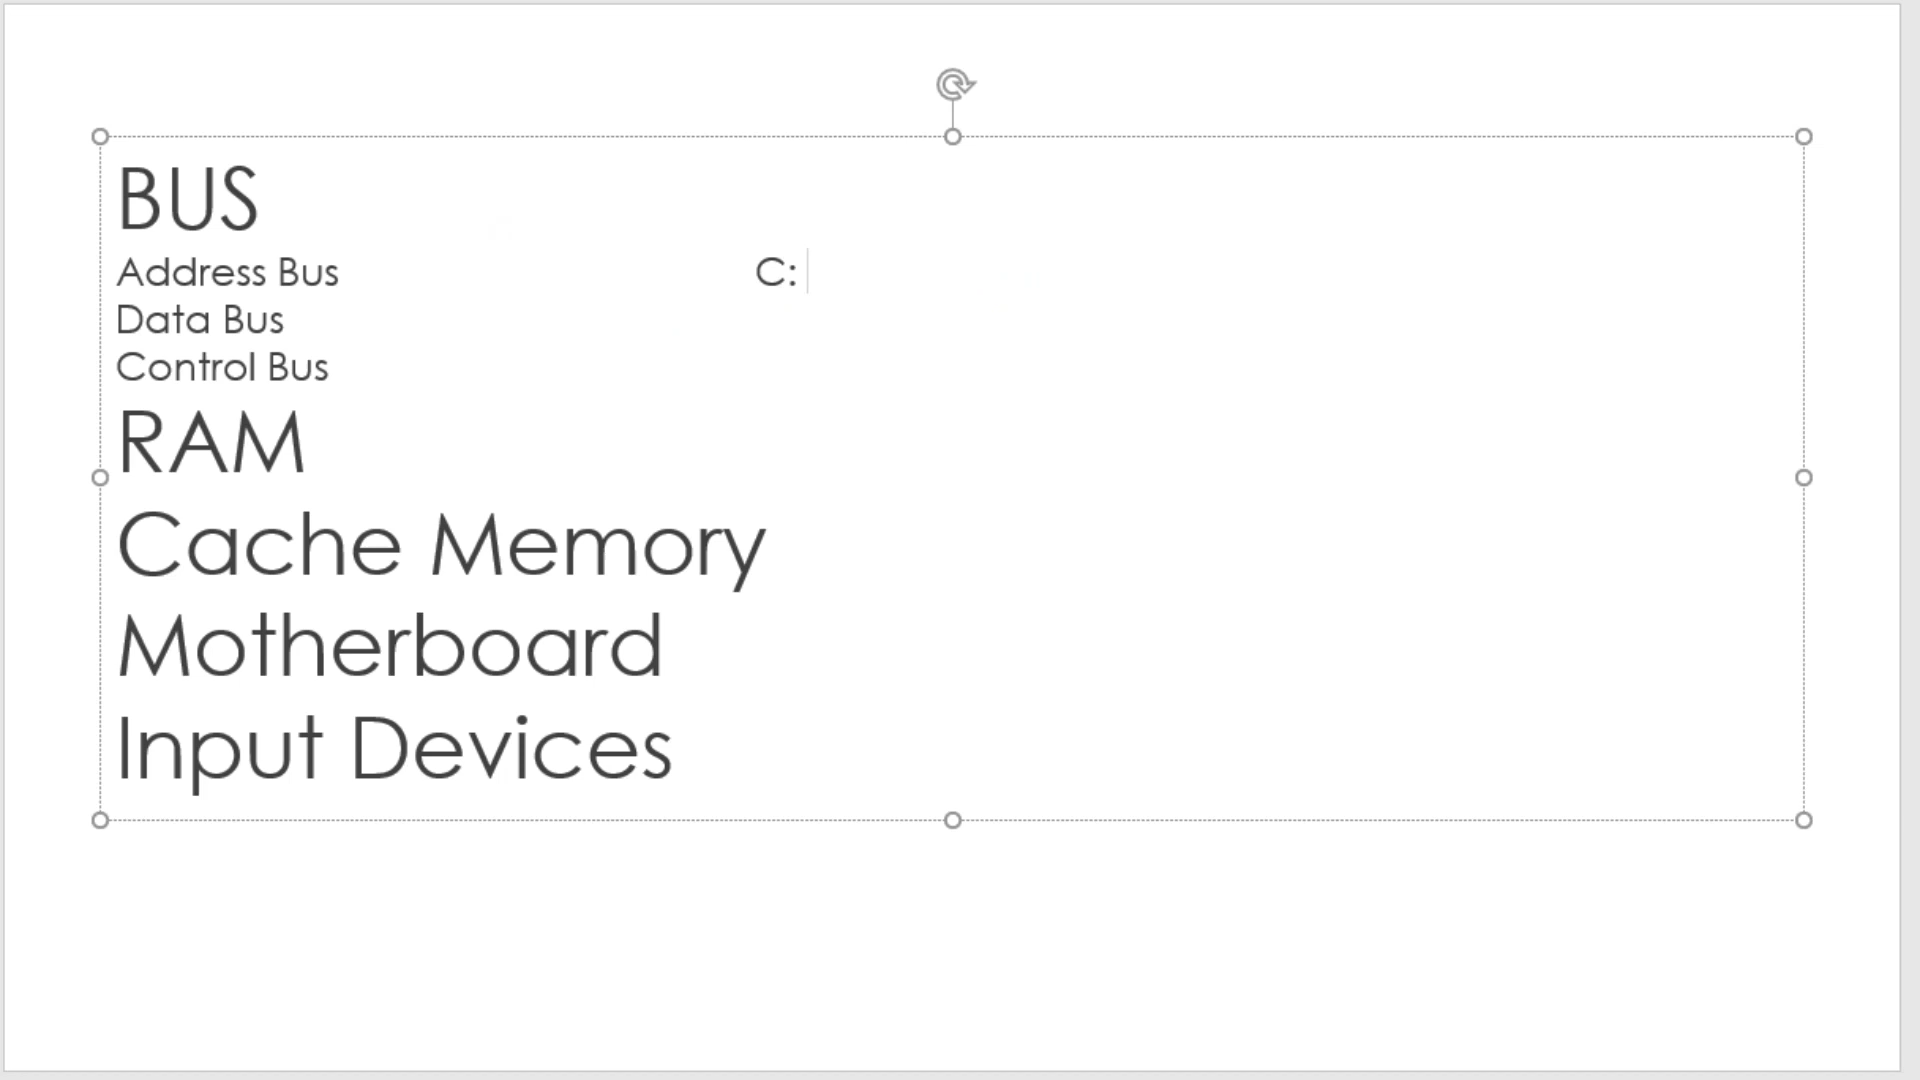 BUS
Address Bus C:
Data Bus
Control Bus
RAM
Cache Memory
Motherboard
Input Devices